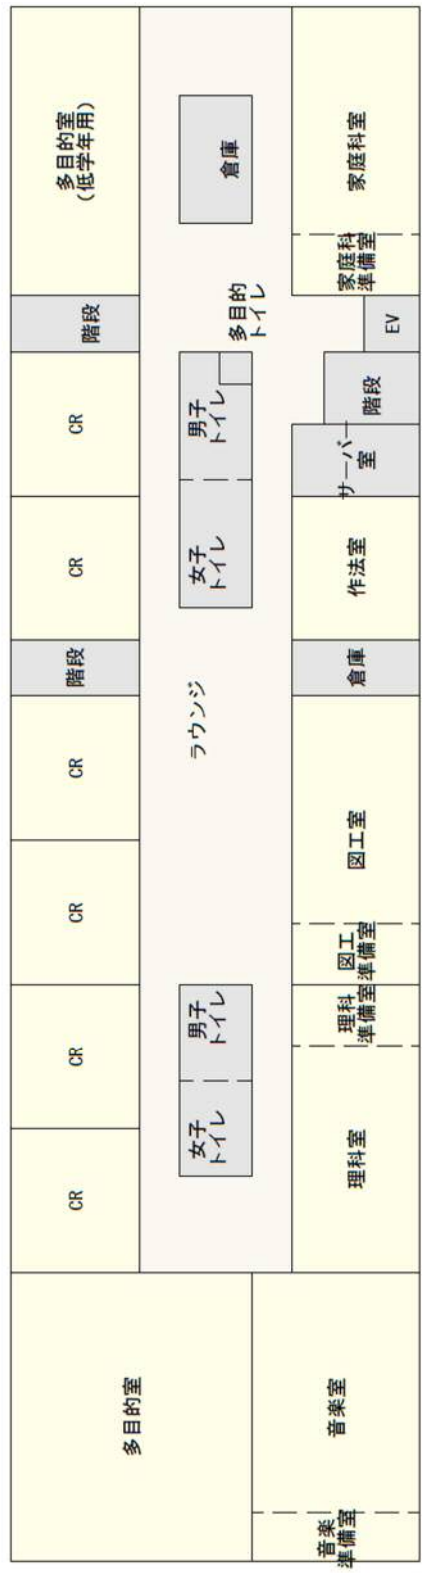 多目的室
音楽
準備室
音楽室
CR
CR
CR
CR
階段
CR
CR
階段
多目的室
(低学年用)
女子
トイレ
男子
トイレ
ラウンジ
女子
トイレ
男子
トイレ
多目的
トイレ
倉庫
理科室
理科
準備室
図工
準備室
図工室
倉庫
作法室
サーバー
室
階段
EV
家庭科
準備室
家庭科室